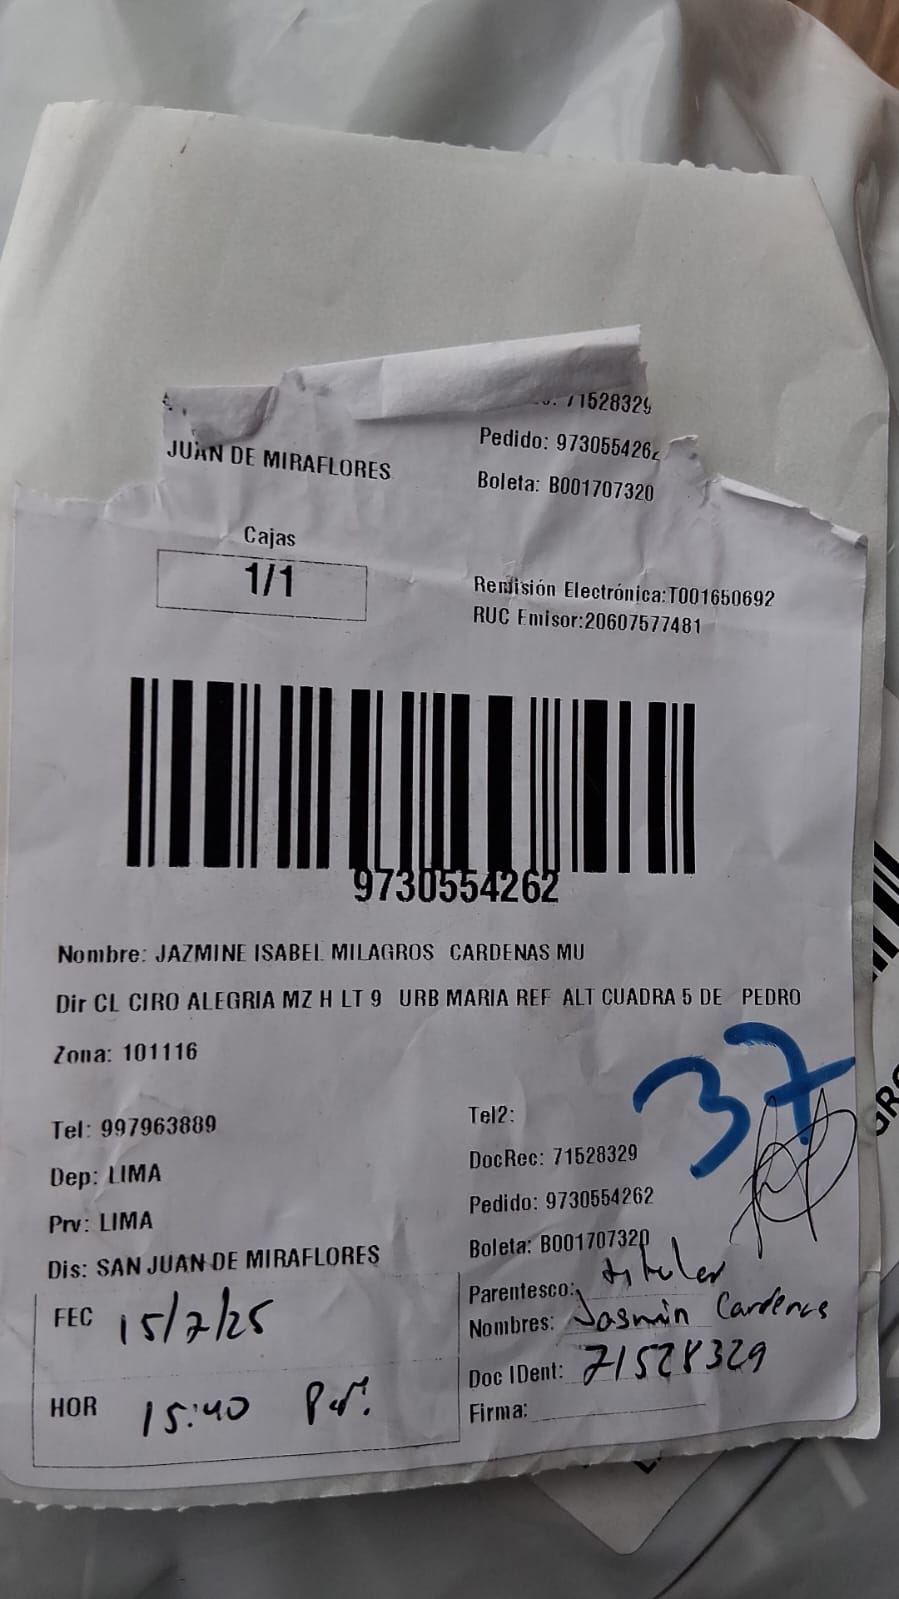 71528329
Pedido: 973055426
JUAN DE MIRAFLORES
Boleta: B001707320
Cajas
1/1
Remisión Electrónica:T001650692
RUC Emisor:20607577481
9730554262
Nombre: JAZMINE ISABEL MILAGROS CARDENAS MU
Dir CL CIRO ALEGRIA MZ H LT 9 URB MARIA REF ALT CUADRA 5 DE PEDRO
Zona: 101116
37
Tel: 997963889
Dep: LIMA
Prv: LIMA
Dis: SAN JUAN DE MIRAFLORES
Tel2:
DocRec: 71528329
Pedido: 9730554262
Boleta: B001707320
Parentesco: titular
Nombres: Jasmin Cardenas
Doc IDent: 71528329
Firma:
FEC 15/7/25
HOR 15:40 P.M.